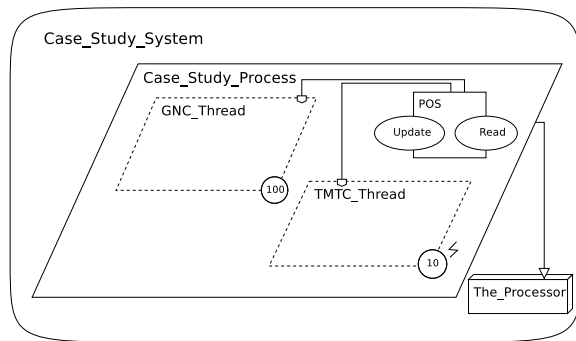 Case_Study_System
Case_Study_Process
GNC_Thread
POS
Update
Read
100
TMTC_Thread
10
The_Processor